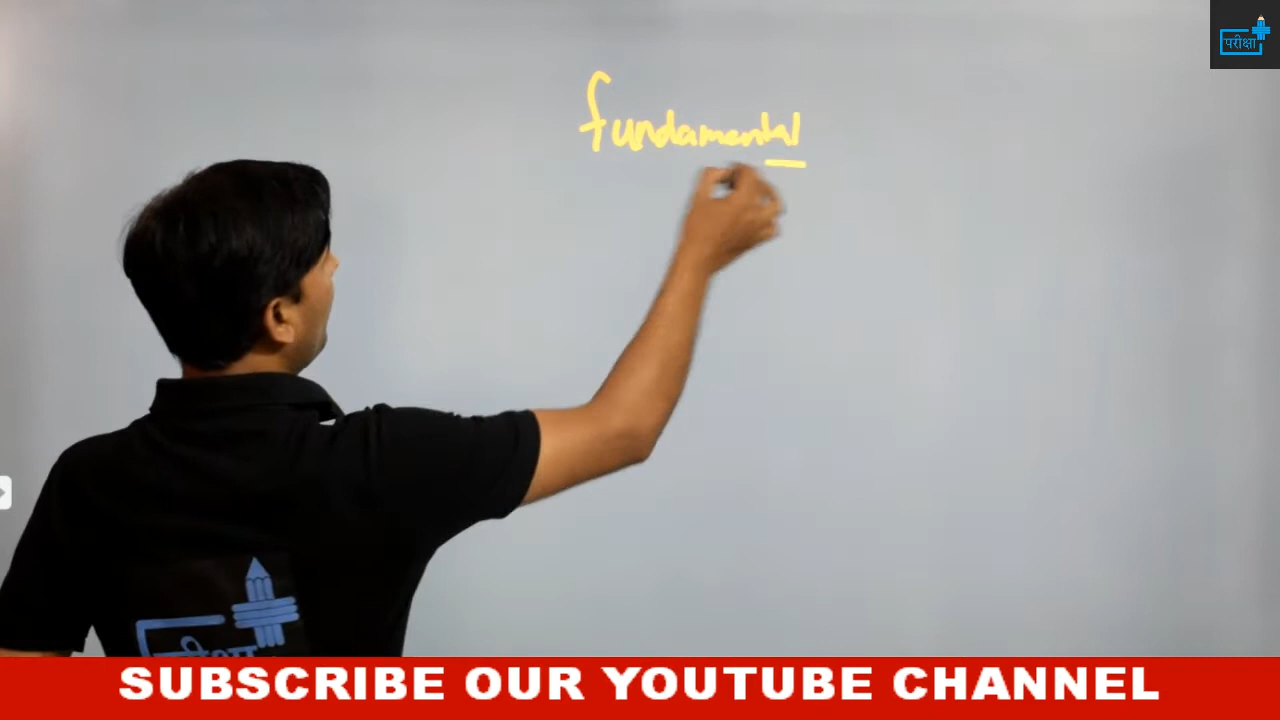 परीक्षा
fundamental
SUBSCRIBE OUR YOUTUBE CHANNEL